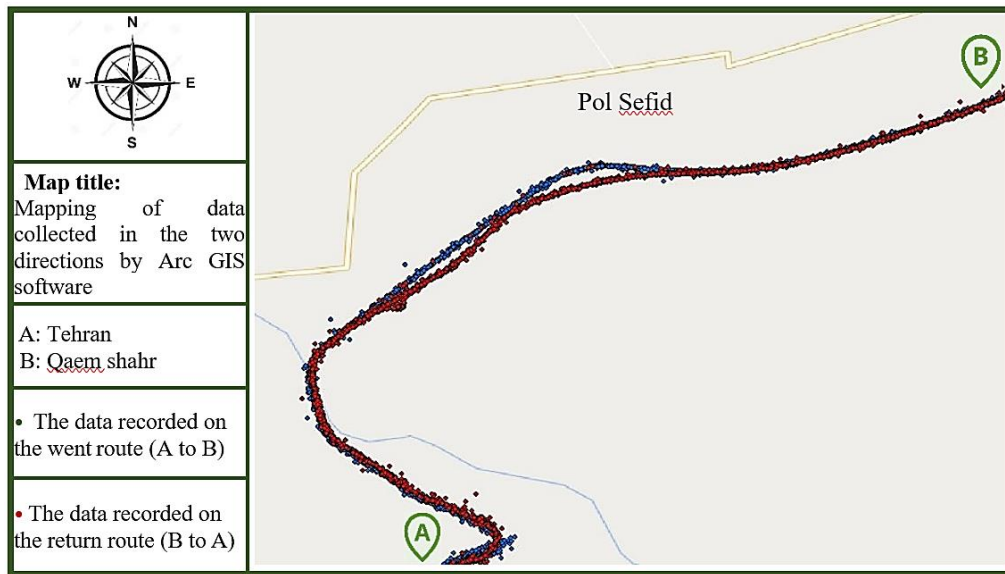 N
W E
S
Map title:
Mapping of data
collected in the two
directions by Arc GIS
software
A: Tehran
B: Qaem shahr
• The data recorded on
the went route (A to B)
• The data recorded on
the return route (B to A)
Pol Sefid
B
A